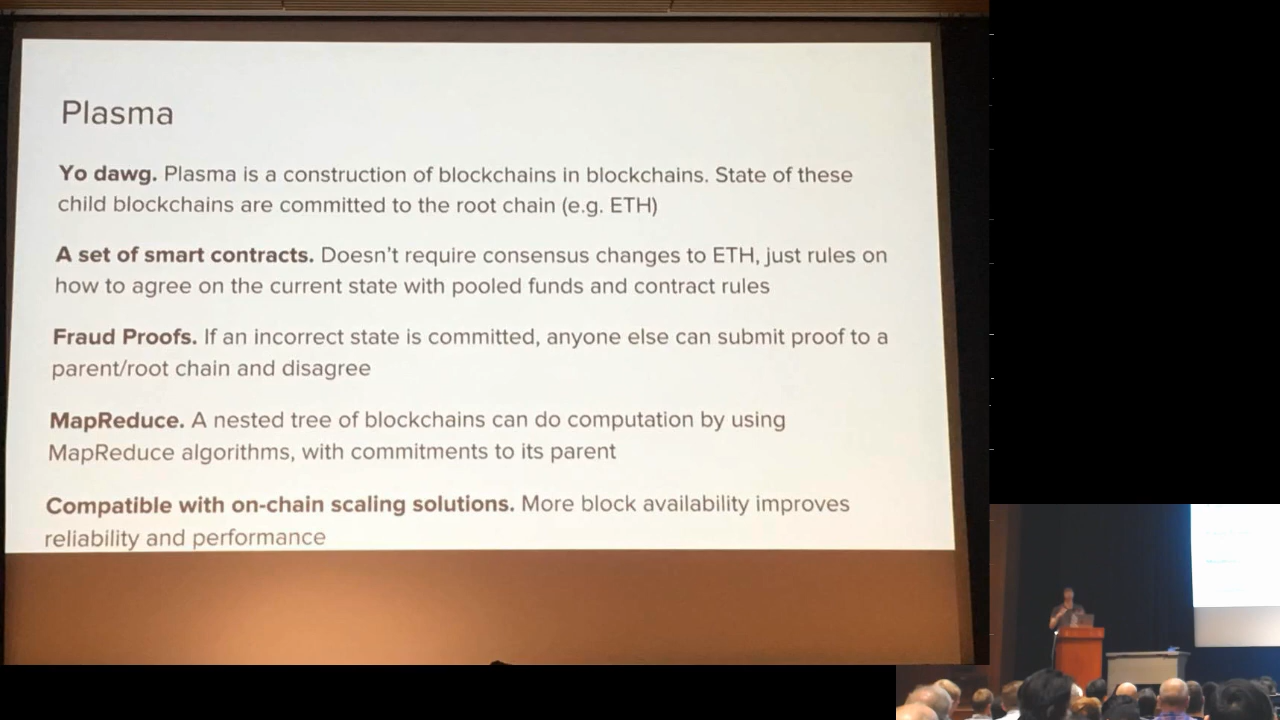 Plasma
Yo dawg. Plasma is a construction of blockchains in blockchains. State of these
child blockchains are committed to the root chain (e.g. ETH)
A set of smart contracts. Doesn't require consensus changes to ETH, just rules on
how to agree on the current state with pooled funds and contract rules
Fraud Proofs. If an incorrect state is committed, anyone else can submit proof to a
parent/root chain and disagree
MapReduce. A nested tree of blockchains can do computation by using
MapReduce algorithms, with commitments to its parent
Compatible with on-chain scaling solutions. More block availability improves
reliability and performance